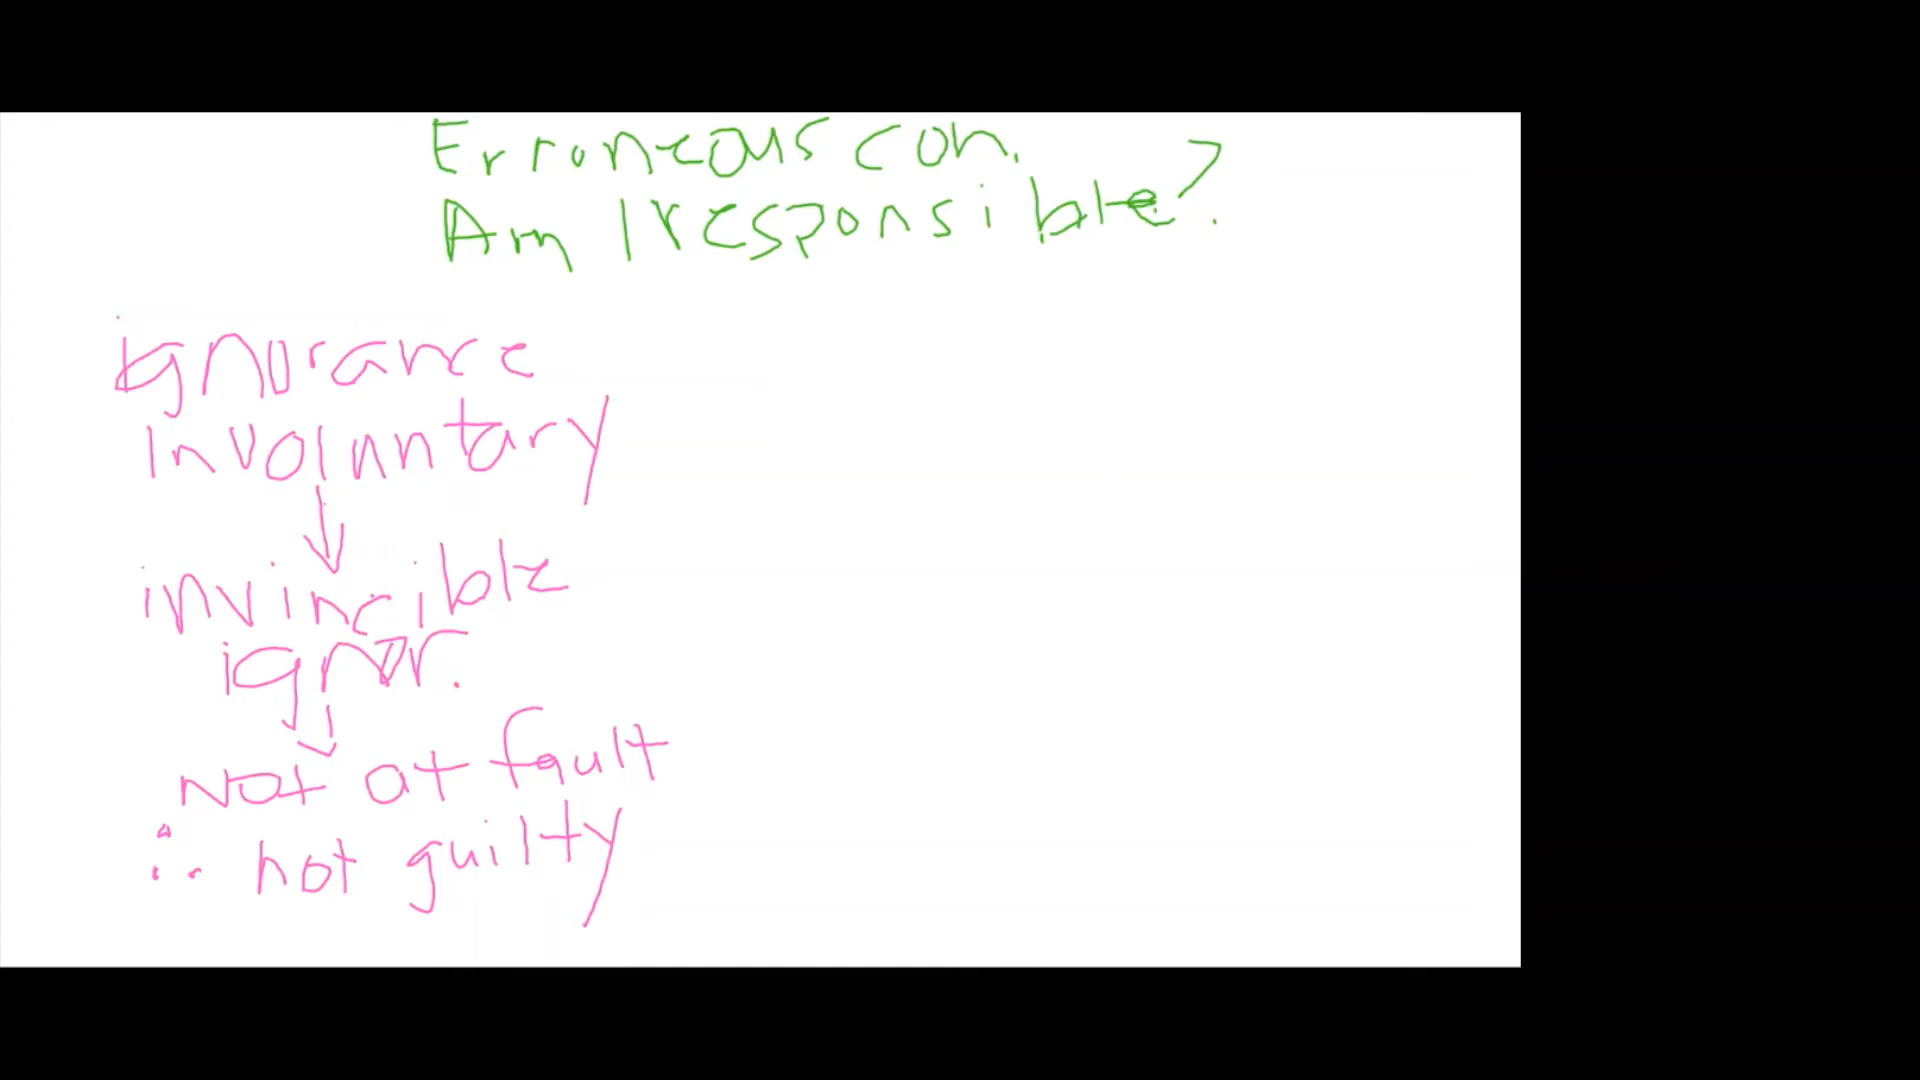 Erroneous con.
Am I responsible?
ignorance
Involuntary
invincible
ignor.
Not at fault
∴ not guilty